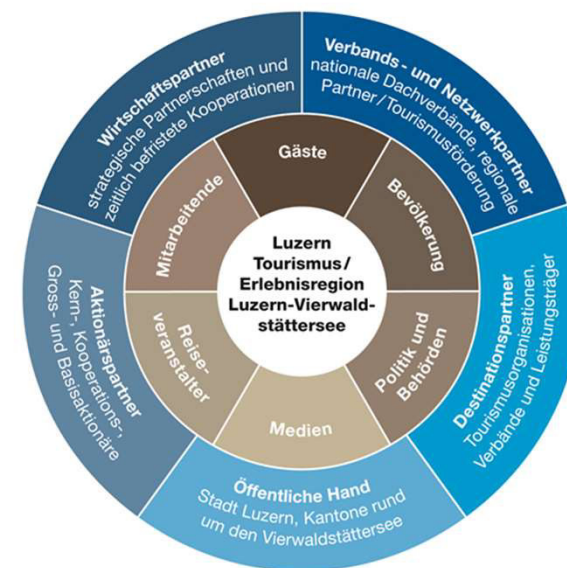 Wirtschaftspartner
strategische Partnerschaften und
zeitlich befristete Kooperationen
Verbands- und Netzwerkpartner
nationale Dachverbände, regionale
Partner/Tourismusförderung
Destinationspartner
Tourismusorganisationen,
Verbände und Leistungsträger
Öffentliche Hand
Stadt Luzern, Kantone rund
um den Vierwaldstättersee
Aktionärspartner
Kern-, Kooperations-,
Gross- und Basisaktionäre
Gäste
Bevölkerung
Politik und
Behörden
Medien
Reise-
veranstalter
Mitarbeitende
Luzern
Tourismus/
Erlebnisregion
Luzern-Vierwald-
stättersee